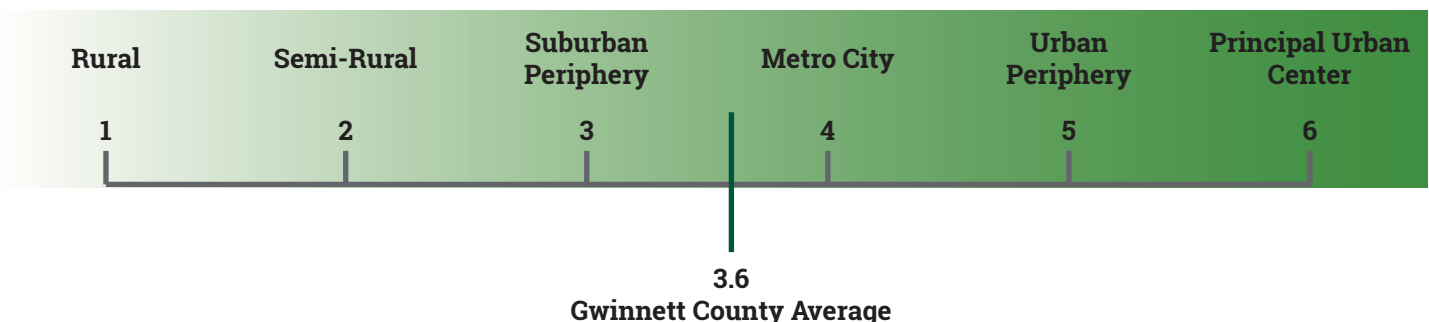 Rural
Semi-Rural
Suburban
Periphery
Metro City
Urban
Periphery
Principal Urban
Center
1
2
3
4
5
6
3.6
Gwinnett County Average